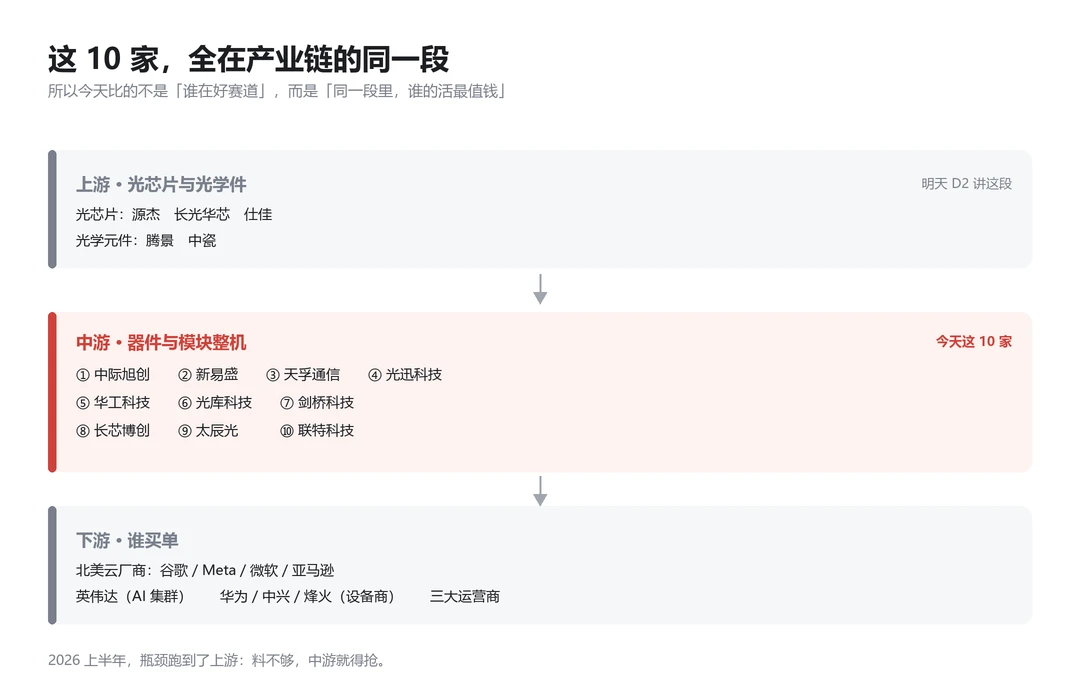 这 10 家，全在产业链的同一段
所以今天比的不是「谁在好赛道」，而是「同一段里，谁的活最值钱」
上游・光芯片与光学件
明天 D2 讲这段
光芯片：源杰 长光华芯 仕佳
光学元件：腾景 中瓷
中游・器件与模块整机
今天这 10 家
① 中际旭创 ② 新易盛 ③ 天孚通信 ④ 光迅科技
⑤ 华工科技 ⑥ 光库科技 ⑦ 剑桥科技
⑧ 长芯博创 ⑨ 太辰光 ⑩ 联特科技
下游・谁买单
北美云厂商：谷歌 / Meta / 微软 / 亚马逊
英伟达（AI 集群） 华为 / 中兴 / 烽火（设备商） 三大运营商
2026 上半年，瓶颈跑到了上游：料不够，中游就得抢。